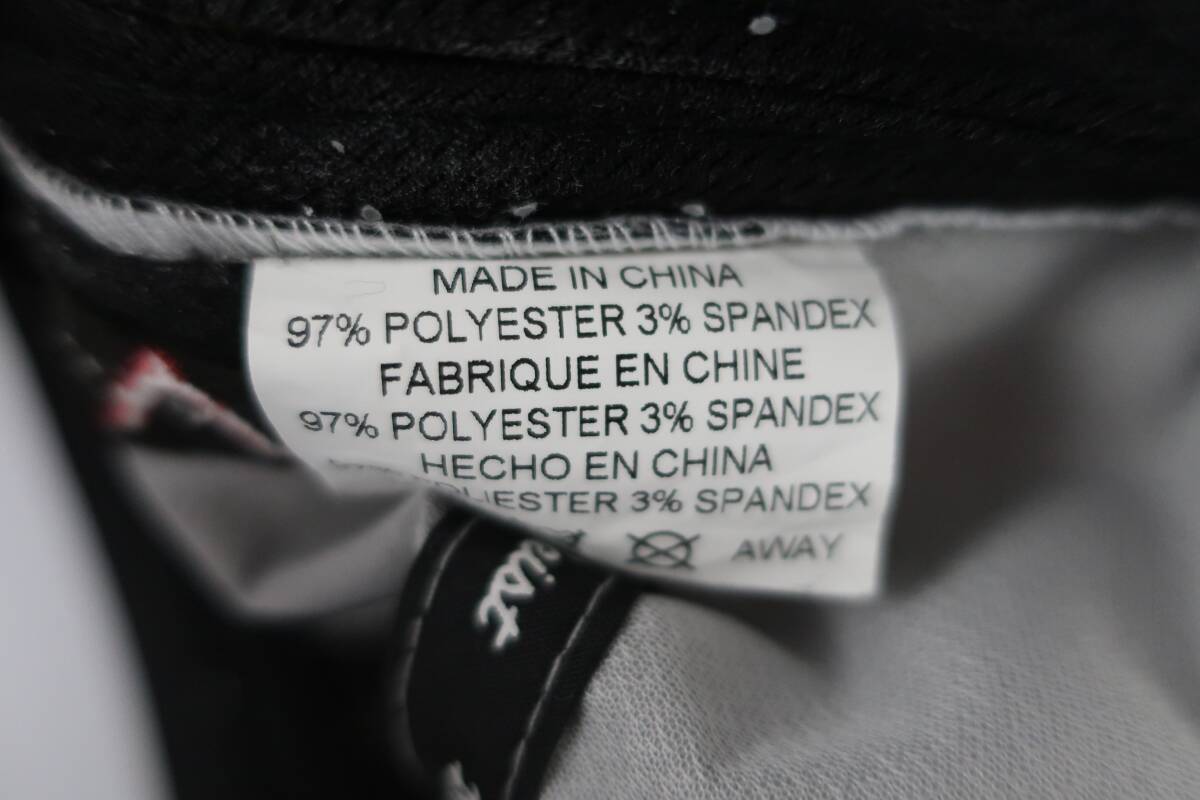 MADE IN CHINA
97% POLYESTER 3% SPANDEX
FABRIQUE EN CHINE
97% POLYESTER 3% SPANDEX
HECHO EN CHINA
3% SPANDEX
AWAY